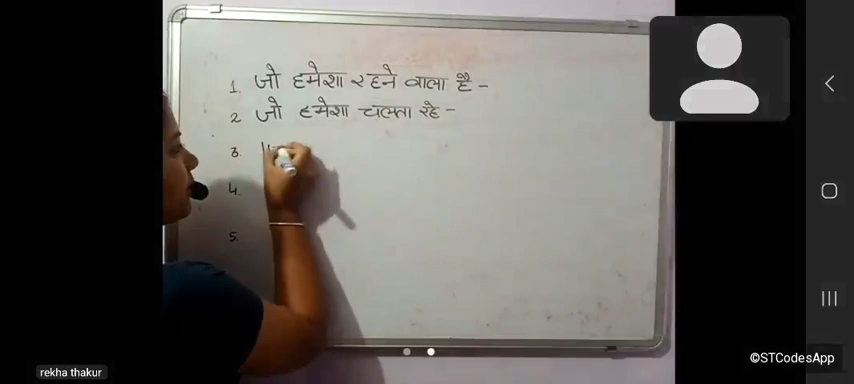 1. जो हमेशा रहने वाला है -
2 जो हमेशा चलता रहे -
3.
4.
5.
rekha thakur
©STCodesApp